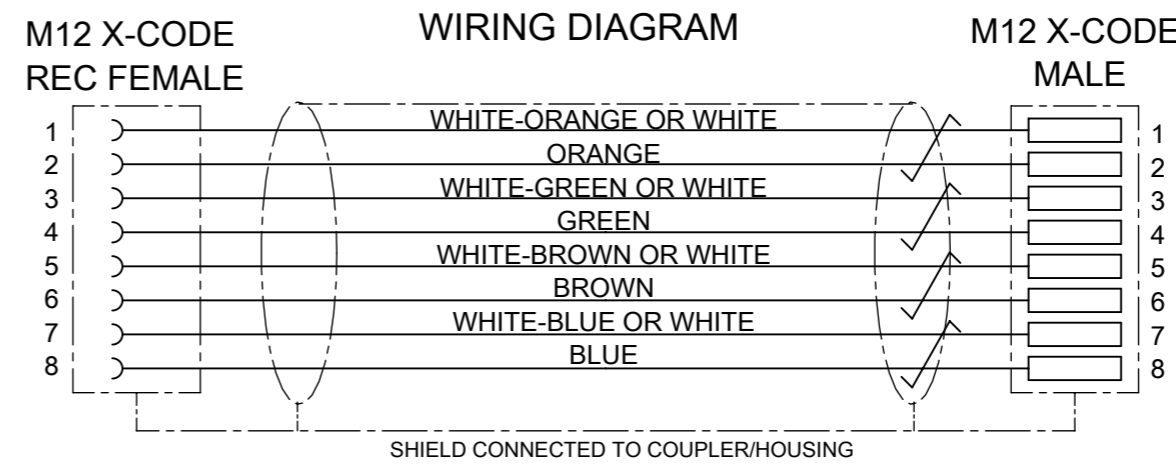 WIRING DIAGRAM
M12 X-CODE
REC FEMALE
M12 X-CODE
MALE
1 WHITE-ORANGE OR WHITE 1
2 ORANGE 2
3 WHITE-GREEN OR WHITE 3
4 GREEN 4
5 WHITE-BROWN OR WHITE 5
6 BROWN 6
7 WHITE-BLUE OR WHITE 7
8 BLUE 8
SHIELD CONNECTED TO COUPLER/HOUSING